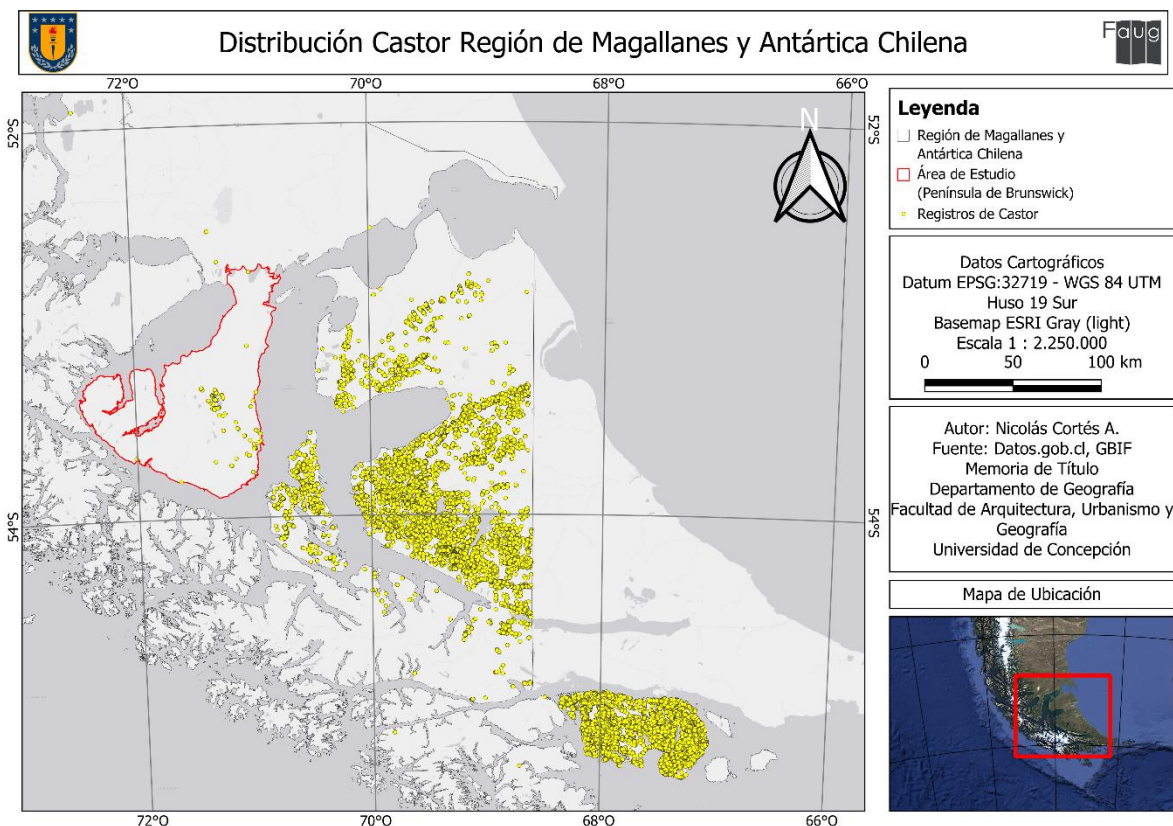 Distribución Castor Región de Magallanes y Antártica Chilena
Faug
72°O
70°O
68°O
66°O
52°S
52°S
N
54°S
54°S
72°O
70°O
68°O
66°O
Leyenda
Región de Magallanes y
Antártica Chilena
Área de Estudio
(Península de Brunswick)
Registros de Castor
Datos Cartográficos
Datum EPSG:32719 - WGS 84 UTM
Huso 19 Sur
Basemap ESRI Gray (light)
Escala 1 : 2.250.000
0 50 100 km
Autor: Nicolás Cortés A.
Fuente: Datos.gob.cl, GBIF
Memoria de Título
Departamento de Geografía
Facultad de Arquitectura, Urbanismo y
Geografía
Universidad de Concepción
Mapa de Ubicación